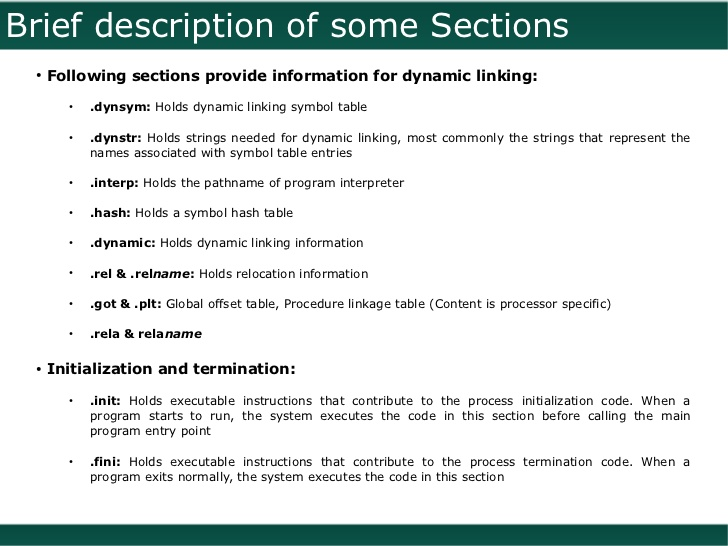 Brief description of some Sections
• Following sections provide information for dynamic linking:
• .dynsym: Holds dynamic linking symbol table
• .dynstr: Holds strings needed for dynamic linking, most commonly the strings that represent the
names associated with symbol table entries
• .interp: Holds the pathname of program interpreter
• .hash: Holds a symbol hash table
• .dynamic: Holds dynamic linking information
• .rel & .relname: Holds relocation information
• .got & .plt: Global offset table, Procedure linkage table (Content is processor specific)
• .rela & relaname
• Initialization and termination:
• .init: Holds executable instructions that contribute to the process initialization code. When a
program starts to run, the system executes the code in this section before calling the main
program entry point
• .fini: Holds executable instructions that contribute to the process termination code. When a
program exits normally, the system executes the code in this section